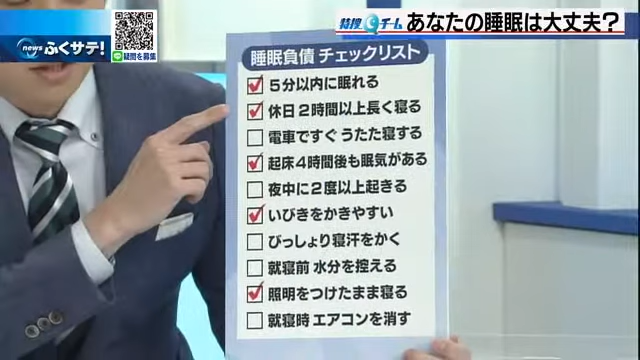 news ふくサテ!
疑問を募集
特捜9チーム あなたの睡眠は大丈夫?
睡眠負債 チェックリスト
5分以内に眠れる
休日2時間以上長く寝る
電車ですぐうたた寝する
起床4時間後も眠気がある
夜中に2度以上起きる
いびきをかきやすい
びっしょり寝汗をかく
就寝前 水分を控える
照明をつけたまま寝る
就寝時 エアコンを消す